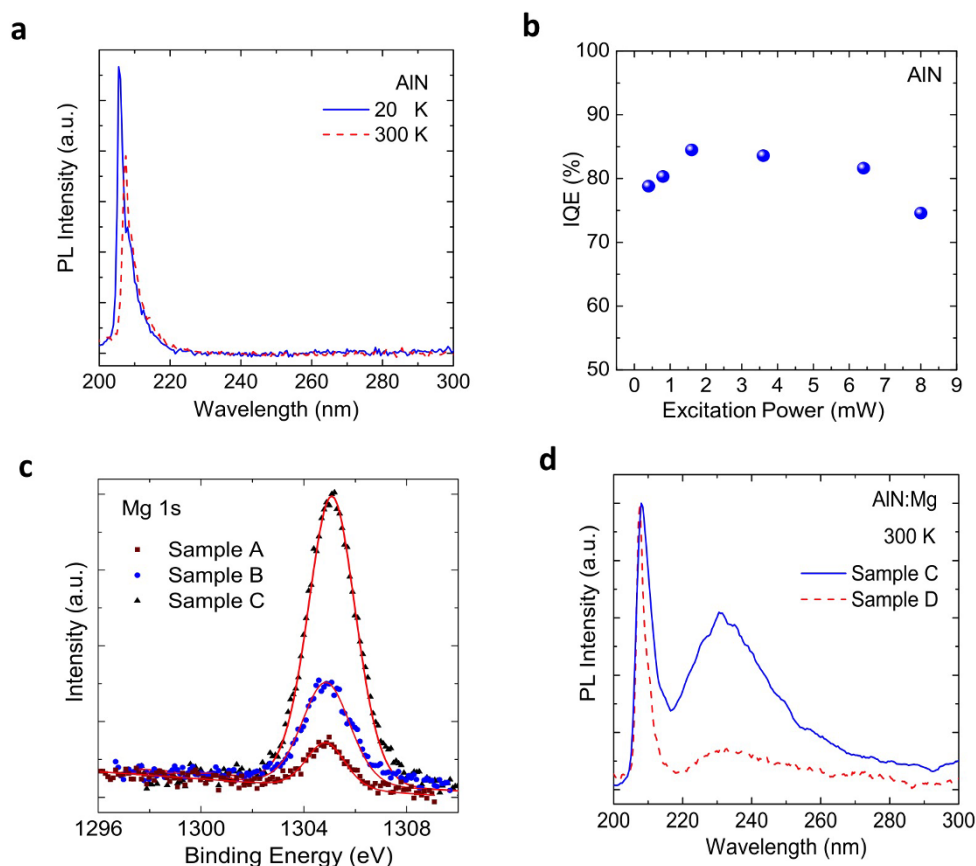 a
AlN
20 K
300 K
PL Intensity (a.u.)
200 220 240 260 280 300
Wavelength (nm)
b
AlN
100
90
80
70
60
50
IQE (%)
0 1 2 3 4 5 6 7 8 9
Excitation Power (mW)
c
Mg 1s
Sample A
Sample B
Sample C
Intensity (a.u.)
1296 1300 1304 1308
Binding Energy (eV)
d
AlN:Mg
300 K
Sample C
Sample D
PL Intensity (a.u.)
200 220 240 260 280 300
Wavelength (nm)